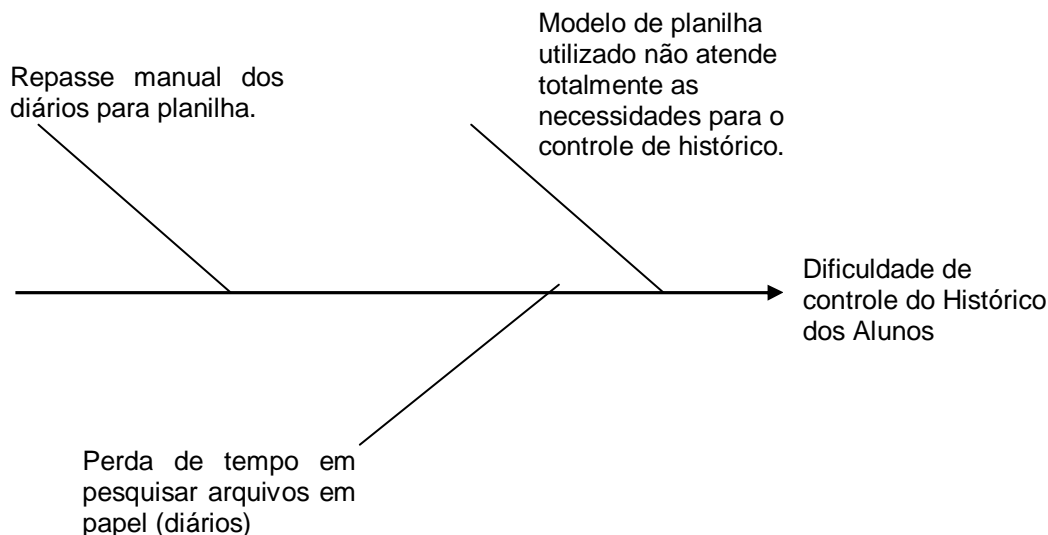 Repasse manual dos
diários para planilha.
Modelo de planilha
utilizado não atende
totalmente as
necessidades para o
controle de histórico.
Dificuldade de
controle do Histórico
dos Alunos
Perda de tempo em
pesquisar arquivos em
papel (diários)